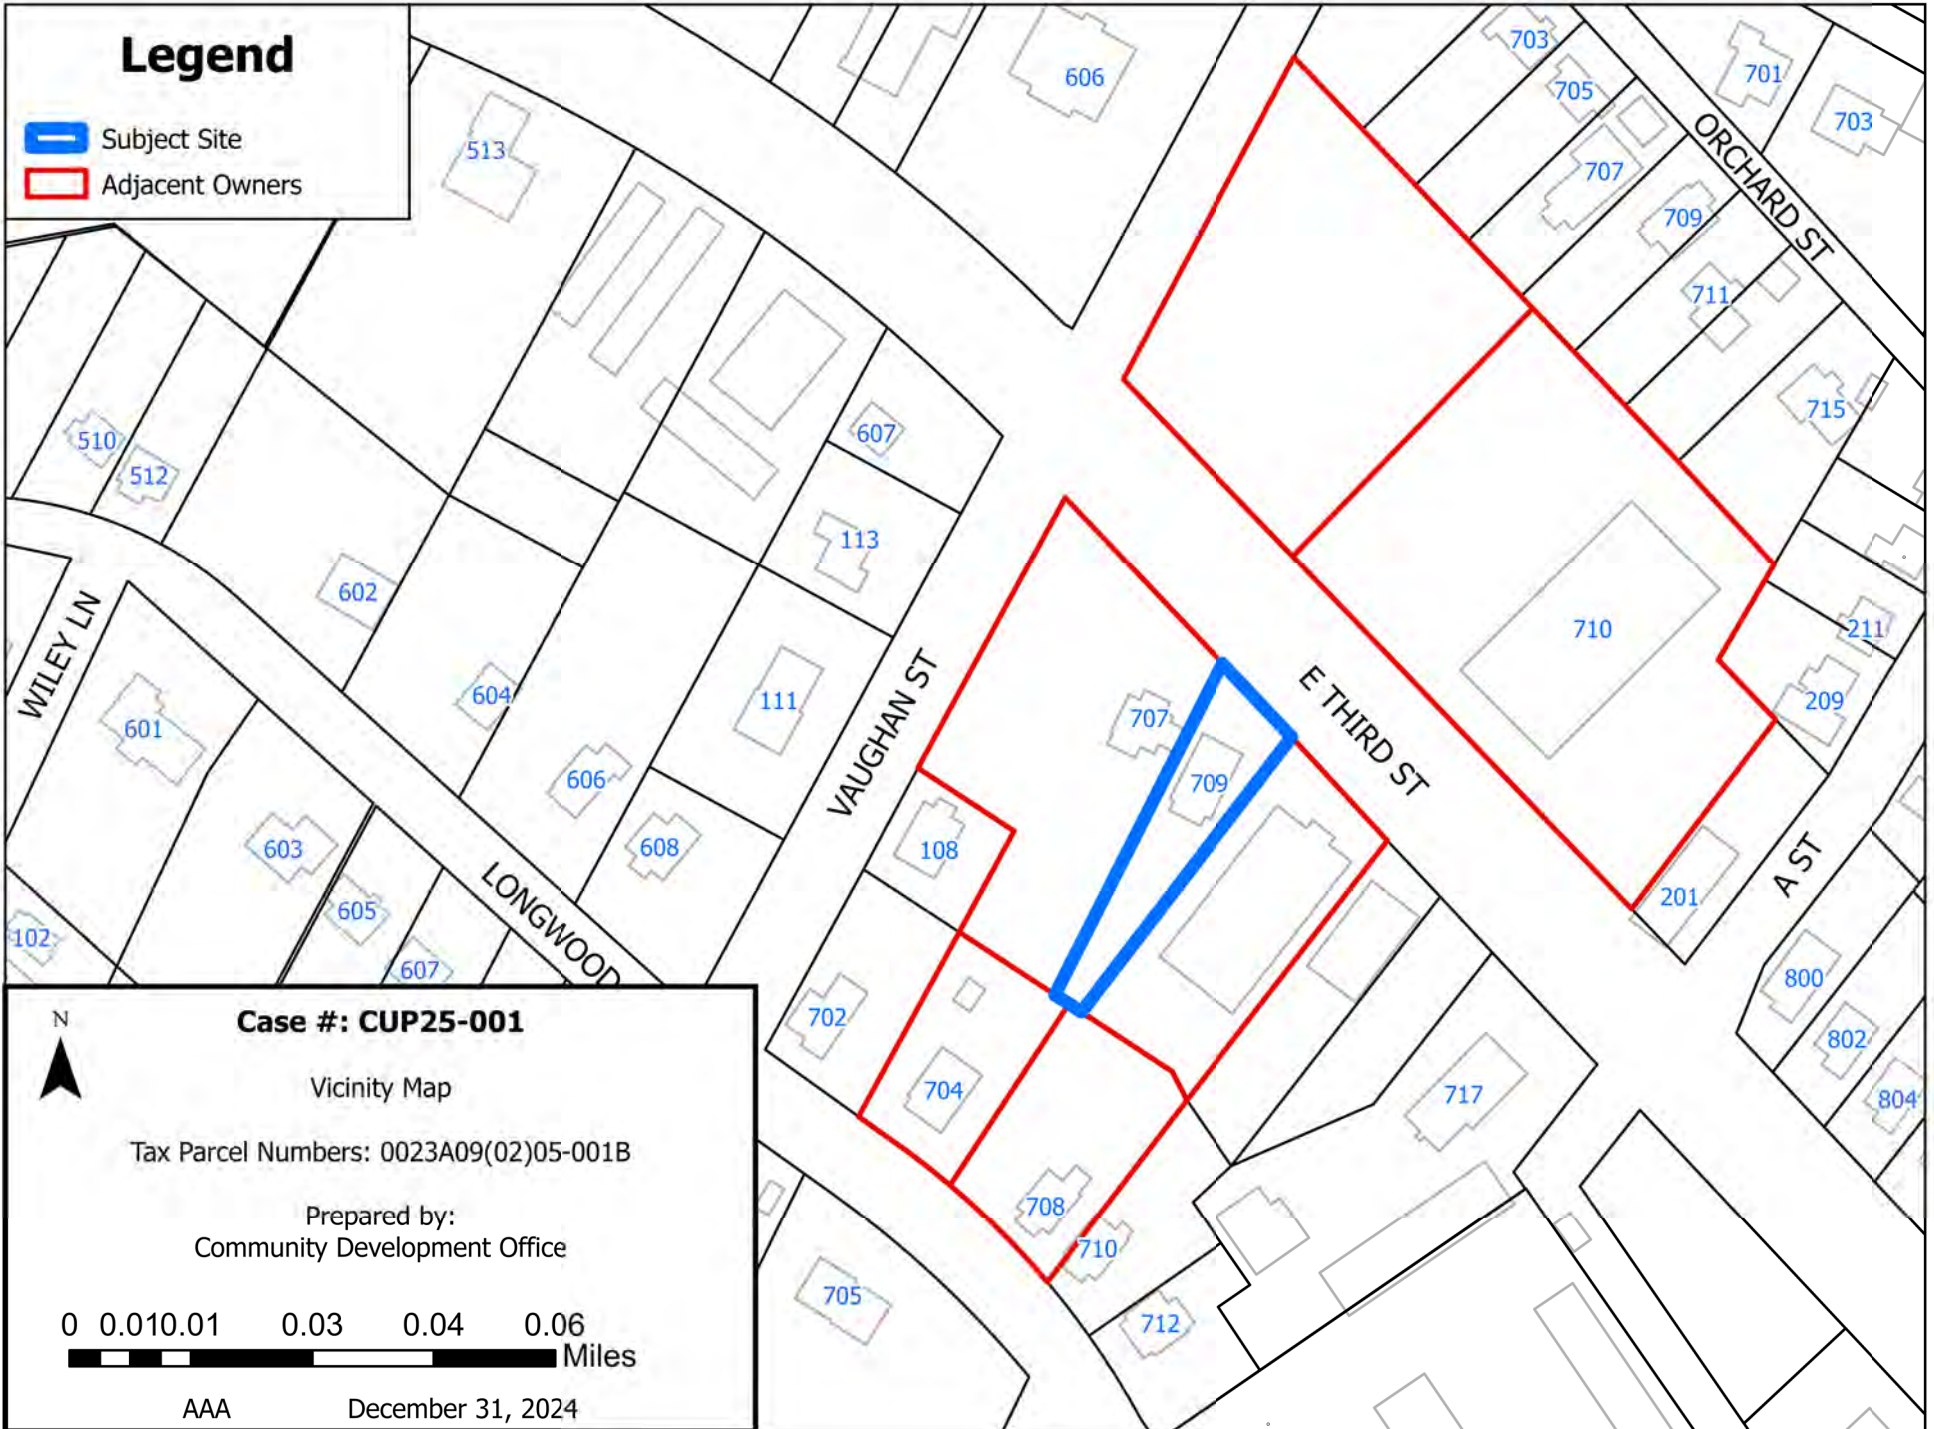 Legend
Subject Site
Adjacent Owners
606
703
705
701
703
513
707
709
ORCHARD ST
711
715
607
510
512
113
602
WILEY LN
604
111
VAUGHAN ST
601
606
608
603
605
607
102
LONGWOOD
707
709
E THIRD ST
710
211
209
108
201
A ST
702
704
717
800
802
804
708
710
705
712
N
Case #: CUP25-001
Vicinity Map
Tax Parcel Numbers: 0023A09(02)05-001B
Prepared by:
Community Development Office
0 0.010.01 0.03 0.04 0.06
Miles
AAA December 31, 2024